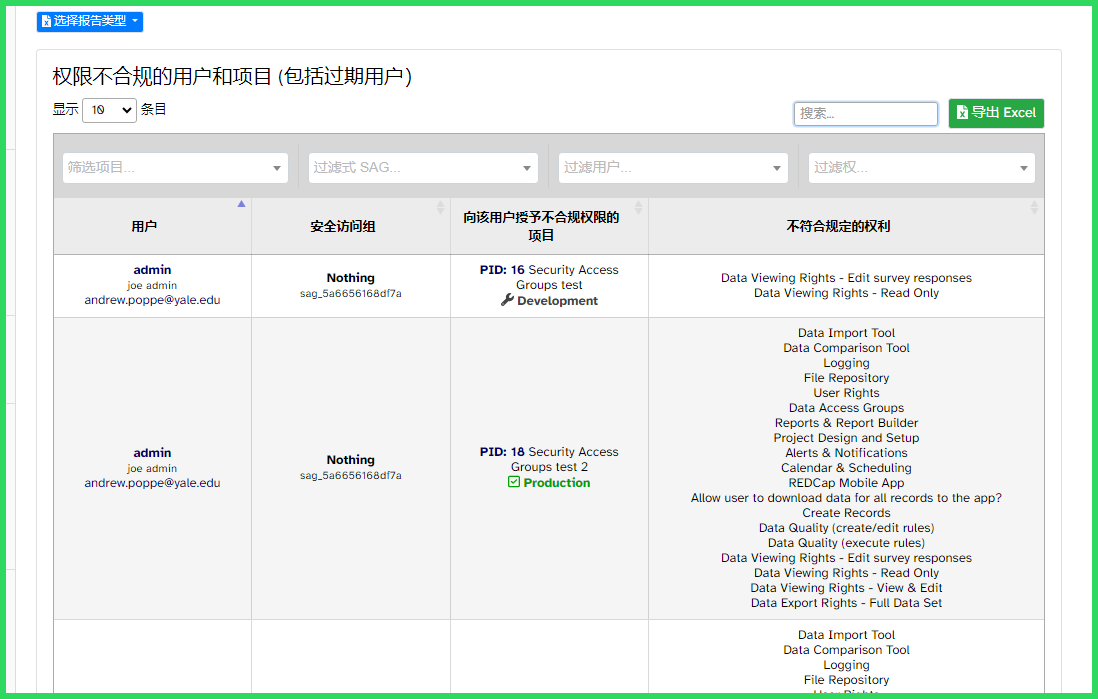 选择报告类型
权限不合规的用户和项目 (包括过期用户)
显示 10 条目
搜索...
导出 Excel
筛选项目...
过滤式 SAG...
过滤用户...
过滤权...
用户
安全访问组
向该用户授予不合规权限的
项目
不符合规定的权利
admin
joe admin
andrew.poppe@yale.edu
Nothing
sag_5a6656168df7a
PID: 16 Security Access
Groups test
Development
Data Viewing Rights - Edit survey responses
Data Viewing Rights - Read Only
admin
joe admin
andrew.poppe@yale.edu
Nothing
sag_5a6656168df7a
PID: 18 Security Access
Groups test 2
Production
Data Import Tool
Data Comparison Tool
Logging
File Repository
User Rights
Data Access Groups
Reports & Report Builder
Project Design and Setup
Alerts & Notifications
Calendar & Scheduling
REDCap Mobile App
Allow user to download data for all records to the app?
Create Records
Data Quality (create/edit rules)
Data Quality (execute rules)
Data Viewing Rights - Edit survey responses
Data Viewing Rights - Read Only
Data Viewing Rights - View & Edit
Data Export Rights - Full Data Set
Data Import Tool
Data Comparison Tool
Logging
File Repository
User Rights